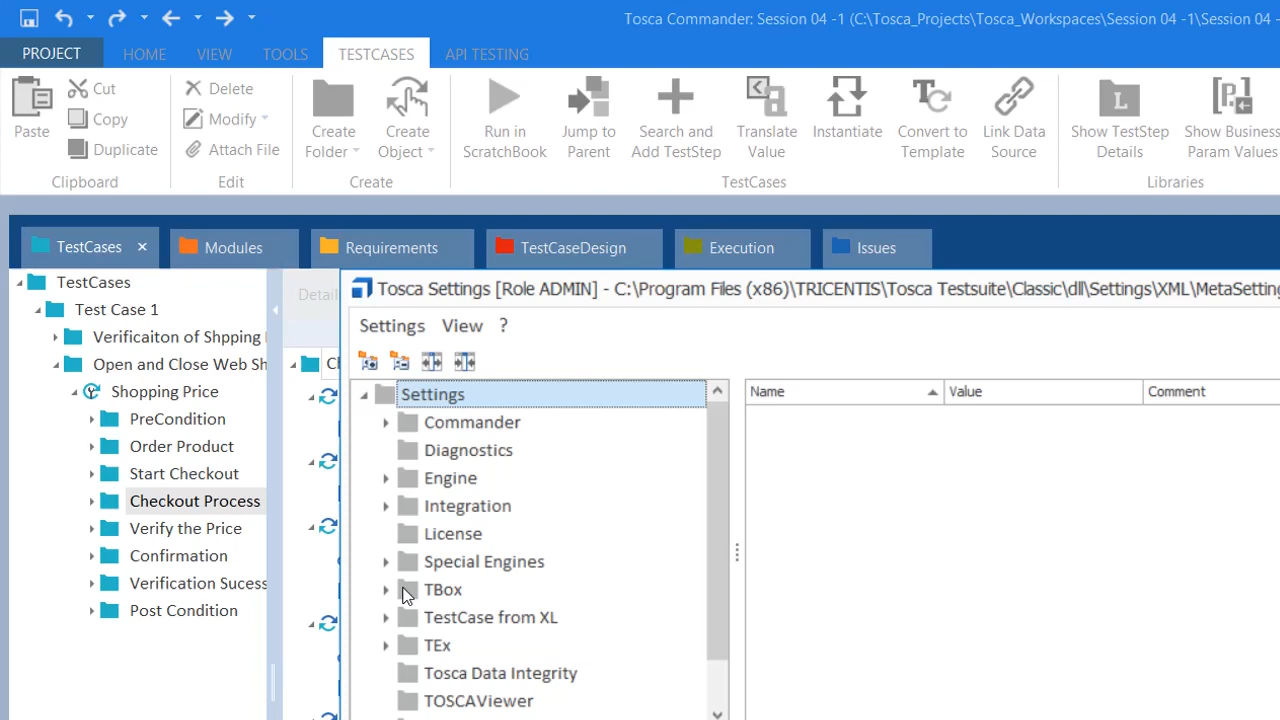 Tosca Commander: Session 04 -1 (C:\Tosca_Projects\Tosca_Workspaces\Session 04 -1\Session 04 -
PROJECT HOME VIEW TOOLS TESTCASES API TESTING
Paste Cut Copy Duplicate
Clipboard
Delete Modify Attach File
Edit
Create Folder Create Object
Create
Run in ScratchBook Jump to Parent Search and Add TestStep Translate Value Instantiate Convert to Template Link Data Source
TestCases
Show TestStep Details Show Business Param Values
Libraries
TestCases × Modules Requirements TestCaseDesign Execution Issues
TestCases
Test Case 1
Verificaiton of Shpping
Open and Close Web Sh
Shopping Price
PreCondition
Order Product
Start Checkout
Checkout Process
Verify the Price
Confirmation
Verification Sucess
Post Condition
Detail
Tosca Settings [Role ADMIN] - C:\Program Files (x86)\TRICENTIS\Tosca Testsuite\Classic\dll\Settings\XML\MetaSetting
Settings View ?
Settings
Commander
Diagnostics
Engine
Integration
License
Special Engines
TBox
TestCase from XL
TEx
Tosca Data Integrity
TOSCAViewer
Name Value Comment